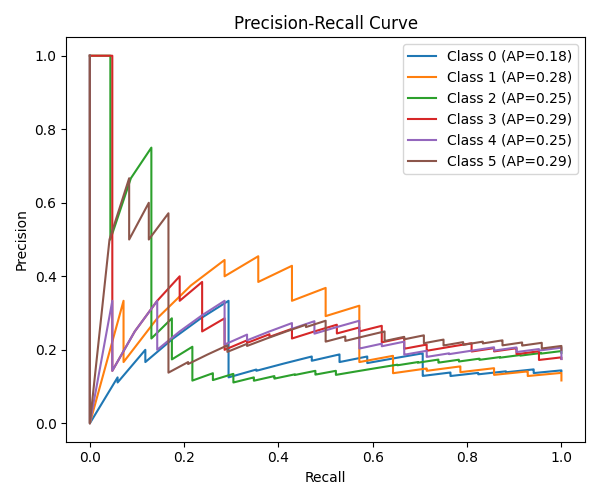 Precision-Recall Curve
Class 0 (AP=0.18)
Class 1 (AP=0.28)
Class 2 (AP=0.25)
Class 3 (AP=0.29)
Class 4 (AP=0.25)
Class 5 (AP=0.29)
Precision
1.0
0.8
0.6
0.4
0.2
0.0
0.0 0.2 0.4 0.6 0.8 1.0
Recall